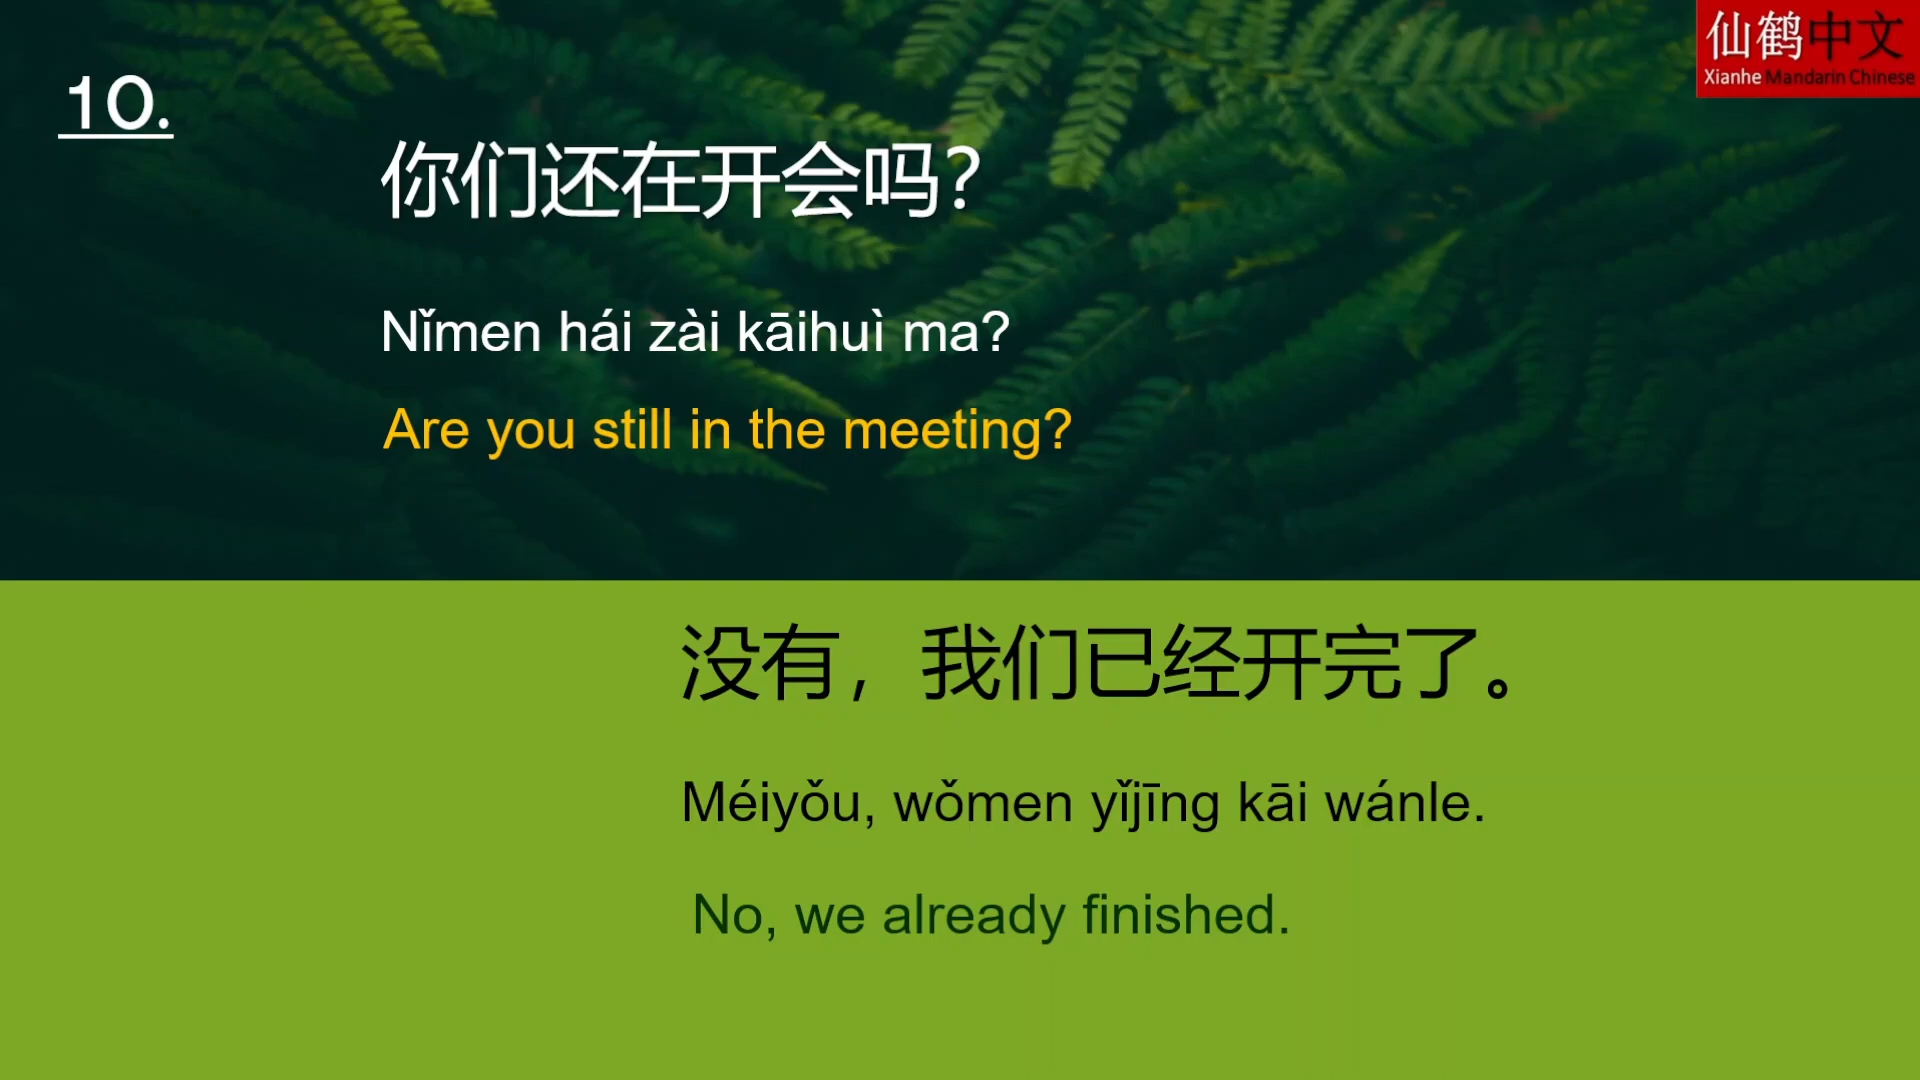 仙鹤中文
Xianhe Mandarin Chinese
10.
你们还在开会吗？
Nǐmen hái zài kāihuì ma?
Are you still in the meeting?
没有，我们已经开完了。
Méiyǒu, wǒmen yǐjīng kāi wánle.
No, we already finished.